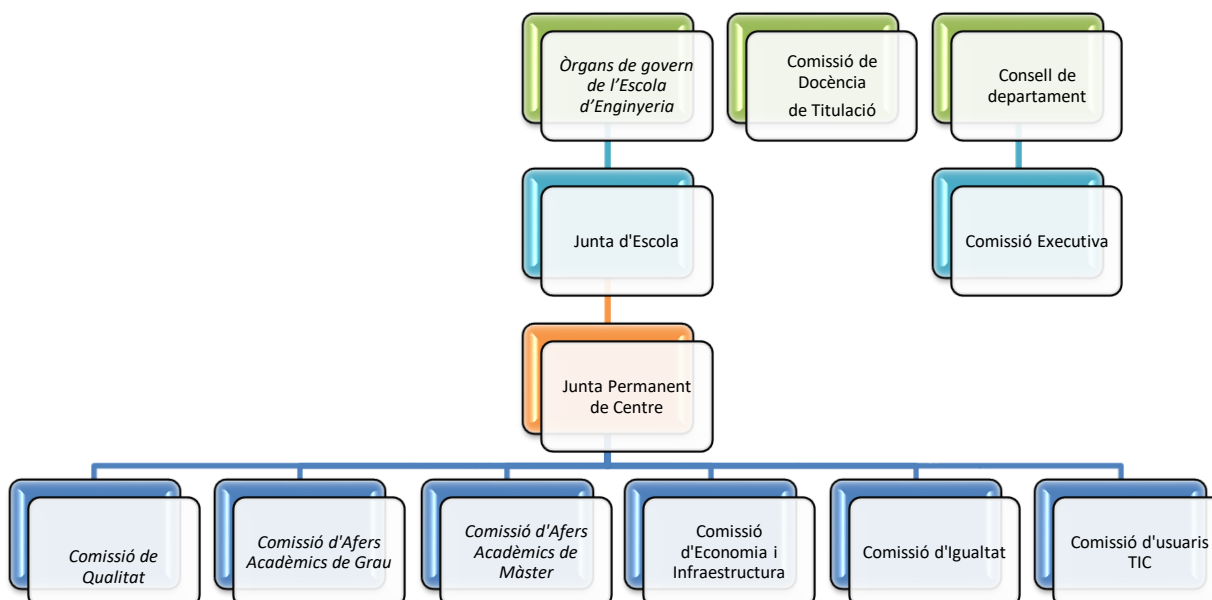 Òrgans de govern
de l’Escola
d’Enginyeria
Comissió de
Docència
de Titulació
Consell de
departament
Junta d'Escola
Comissió Executiva
Junta Permanent
de Centre
Comissió de
Qualitat
Comissió d'Afers
Acadèmics de Grau
Comissió d'Afers
Acadèmics de
Màster
Comissió
d'Economia i
Infraestructura
Comissió d'Igualtat
Comissió d'usuaris
TIC